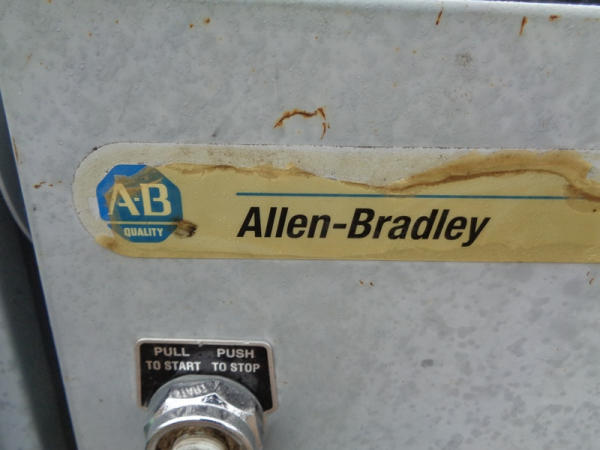 A-B
QUALITY
Allen-Bradley
PULL PUSH
TO START TO STOP